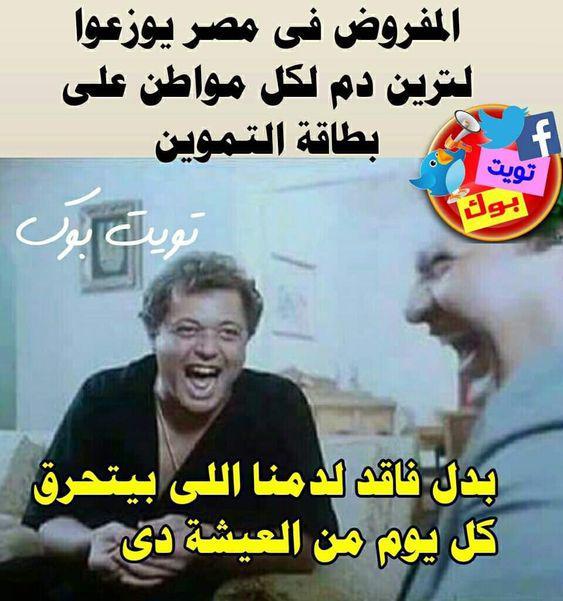 المفروض فى مصر يوزعوا
لترين دم لكل مواطن على
بطاقة التموين
تويت
بوك
تويت بوك
بدل فاقد لدمنا اللى بيتحرق
كل يوم من العيشة دى